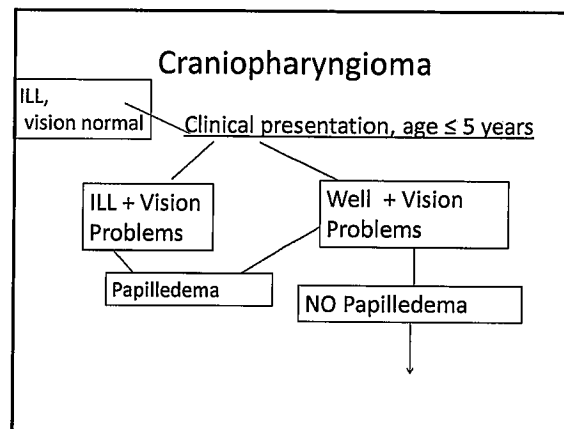 Craniopharyngioma
ILL,
vision normal
Clinical presentation, age ≤ 5 years
ILL + Vision
Problems
Well + Vision
Problems
Papilledema
NO Papilledema